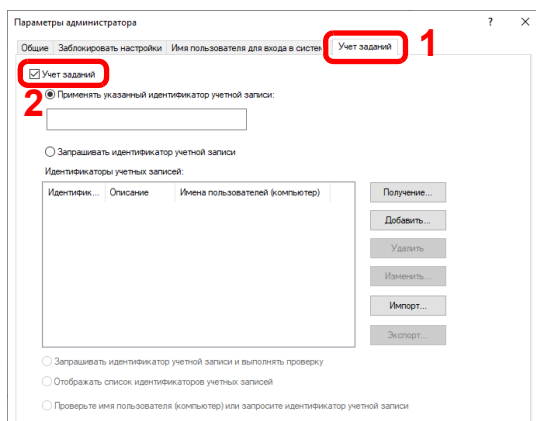 Параметры администратора ? ×
Общие Заблокировать настройки Имя пользователя для входа в систем Учет заданий 1
Учет заданий
2 Применять указанный идентификатор учетной записи:
Запрашивать идентификатор учетной записи
Идентификаторы учетных записей:
Идентифик... Описание Имена пользователей (компьютер) Получение...
Добавить...
Удалить
Изменить...
Импорт...
Экспорт...
Запрашивать идентификатор учетной записи и выполнять проверку
Отображать список идентификаторов учетных записей
Проверьте имя пользователя (компьютер) или запросите идентификатор учетной записи